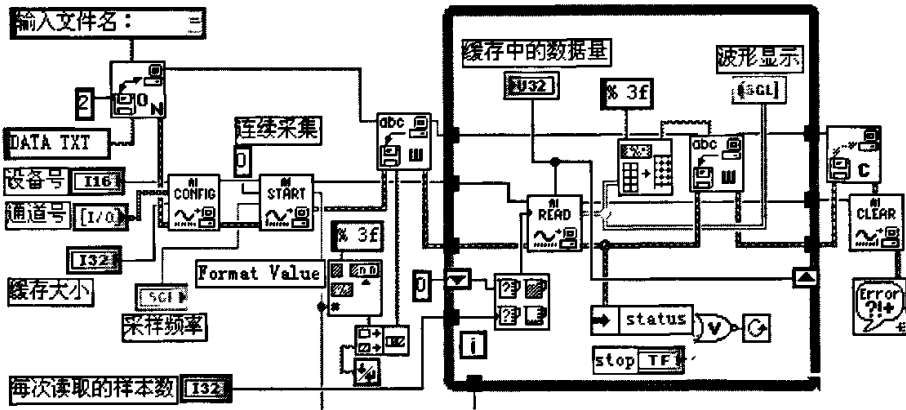 输入文件名：
2
O
N
DATA TXT
设备号
I16
通道号
[I/O]
I32
缓存大小
SGL
采样频率
AI
CONFIG
连续采集
0
AI
START
abc
W
% 3f
Format Value
每次读取的样本数
I32
0
缓存中的数据量
U32
% 3f
波形显示
[SGL]
abc
W
AI
READ
i
status
V
stop
TF
C
AI
CLEAR
Error
?!+